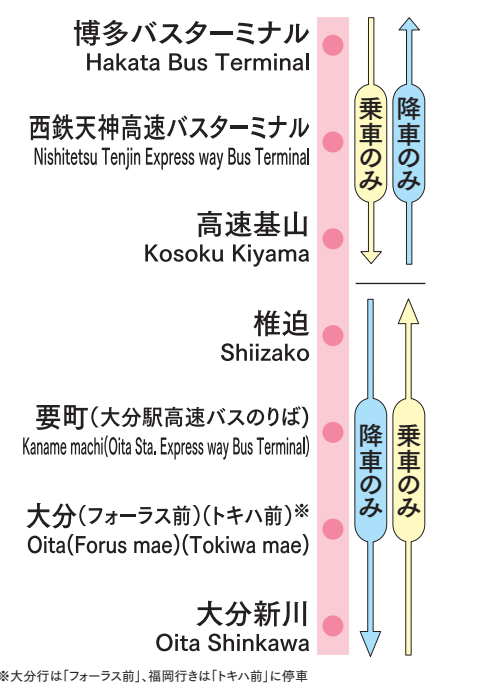 博多バスターミナル
Hakata Bus Terminal
西鉄天神高速バスターミナル
Nishitetsu Tenjin Express way Bus Terminal
高速基山
Kosoku Kiyama
乗車のみ
降車のみ
椎迫
Shiizako
要町(大分駅高速バスのりば)
Kaname machi(Oita Sta. Express way Bus Terminal)
大分(フォーラス前)(トキハ前)※
Oita(Forus mae)(Tokiwa mae)
大分新川
Oita Shinkawa
降車のみ
乗車のみ
※大分行は「フォーラス前」、福岡行きは「トキハ前」に停車